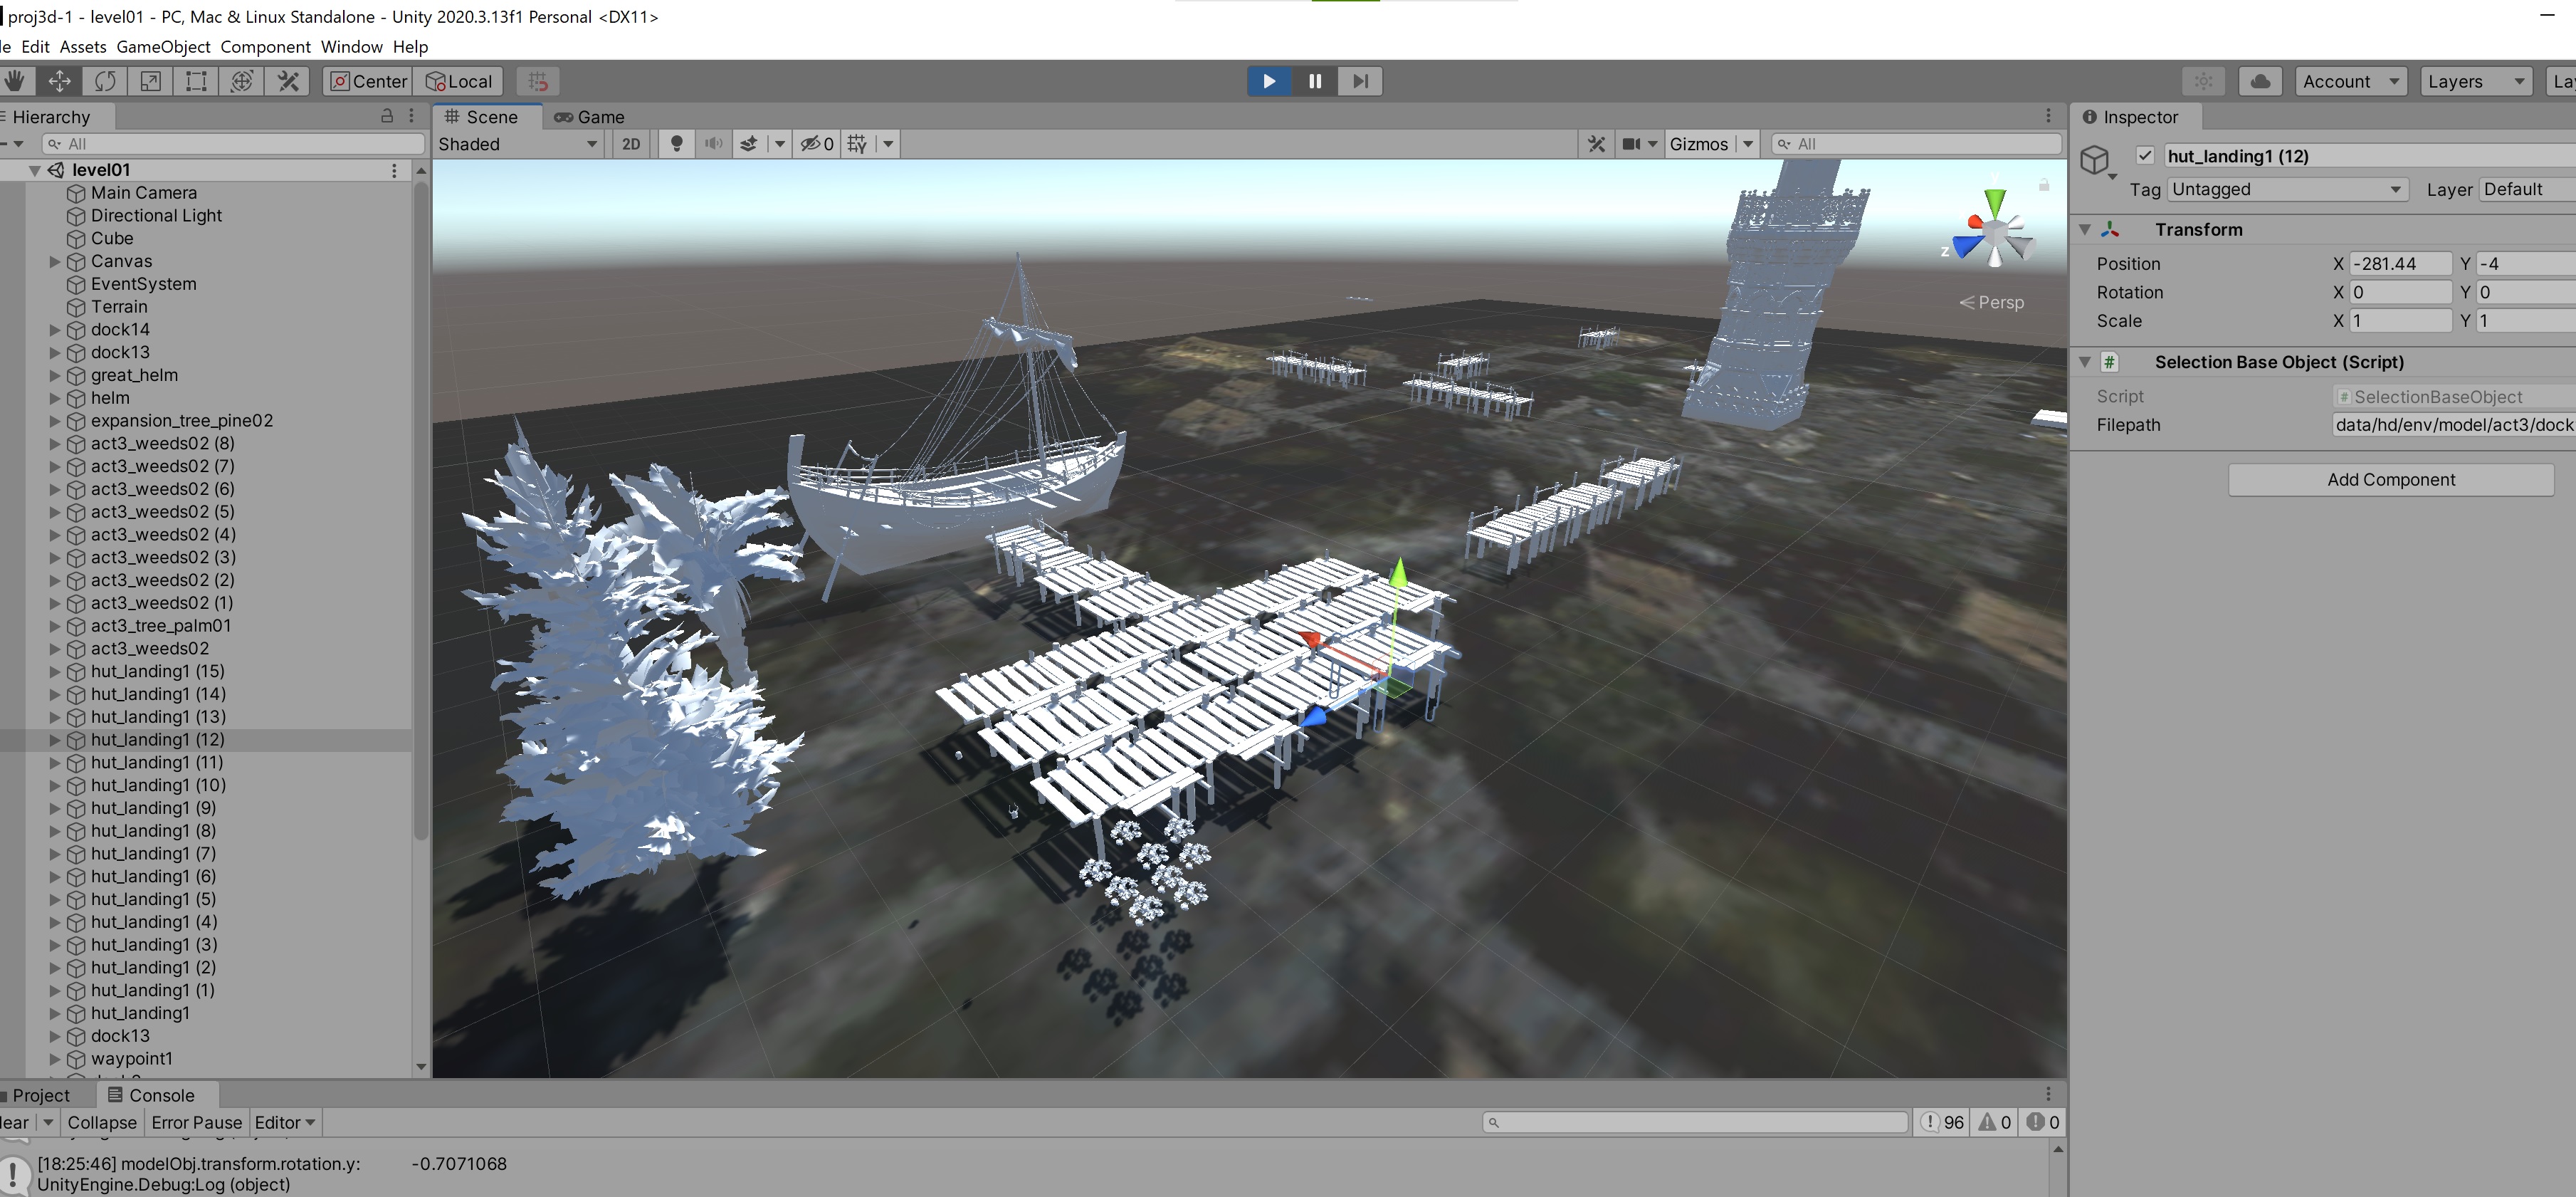 proj3d-1 - level01 - PC, Mac & Linux Standalone - Unity 2020.3.13f1 Personal <DX11>
Edit Assets GameObject Component Window Help
Center Local Account Layers
Hierarchy
All
level01
Main Camera
Directional Light
Cube
Canvas
EventSystem
Terrain
dock14
dock13
great_helm
helm
expansion_tree_pine02
act3_weeds02 (8)
act3_weeds02 (7)
act3_weeds02 (6)
act3_weeds02 (5)
act3_weeds02 (4)
act3_weeds02 (3)
act3_weeds02 (2)
act3_weeds02 (1)
act3_tree_palm01
act3_weeds02
hut_landing1 (15)
hut_landing1 (14)
hut_landing1 (13)
hut_landing1 (12)
hut_landing1 (11)
hut_landing1 (10)
hut_landing1 (9)
hut_landing1 (8)
hut_landing1 (7)
hut_landing1 (6)
hut_landing1 (5)
hut_landing1 (4)
hut_landing1 (3)
hut_landing1 (2)
hut_landing1 (1)
hut_landing1
dock13
waypoint1
Scene Game
Shaded 2D 0 Gizmos All
y
z
< Persp
Inspector
hut_landing1 (12)
Tag Untagged Layer Default
Transform
Position X -281.44 Y -4
Rotation X 0 Y 0
Scale X 1 Y 1
# Selection Base Object (Script)
Script # SelectionBaseObject
Filepath data/hd/env/model/act3/dock
Add Component
Project Console
lear Collapse Error Pause Editor 96 0 0
[18:25:46] modelObj.transform.rotation.y: -0.7071068
UnityEngine.Debug:Log (object)